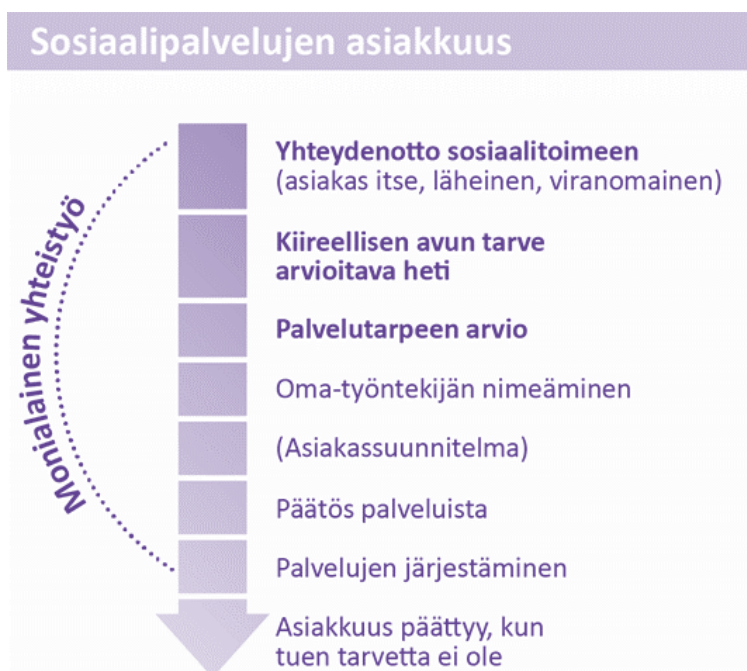 Sosiaalipalvelujen asiakkuus
Monialainen yhteistyö
Yhteydenotto sosiaalitoimeen
(asiakas itse, läheinen, viranomainen)
Kiireellisen avun tarve
arvioitava heti
Palvelutarpeen arvio
Oma-työntekijän nimeäminen
(Asiakassuunnitelma)
Päätös palveluista
Palvelujen järjestäminen
Asiakkuus päättyy, kun
tuen tarvetta ei ole